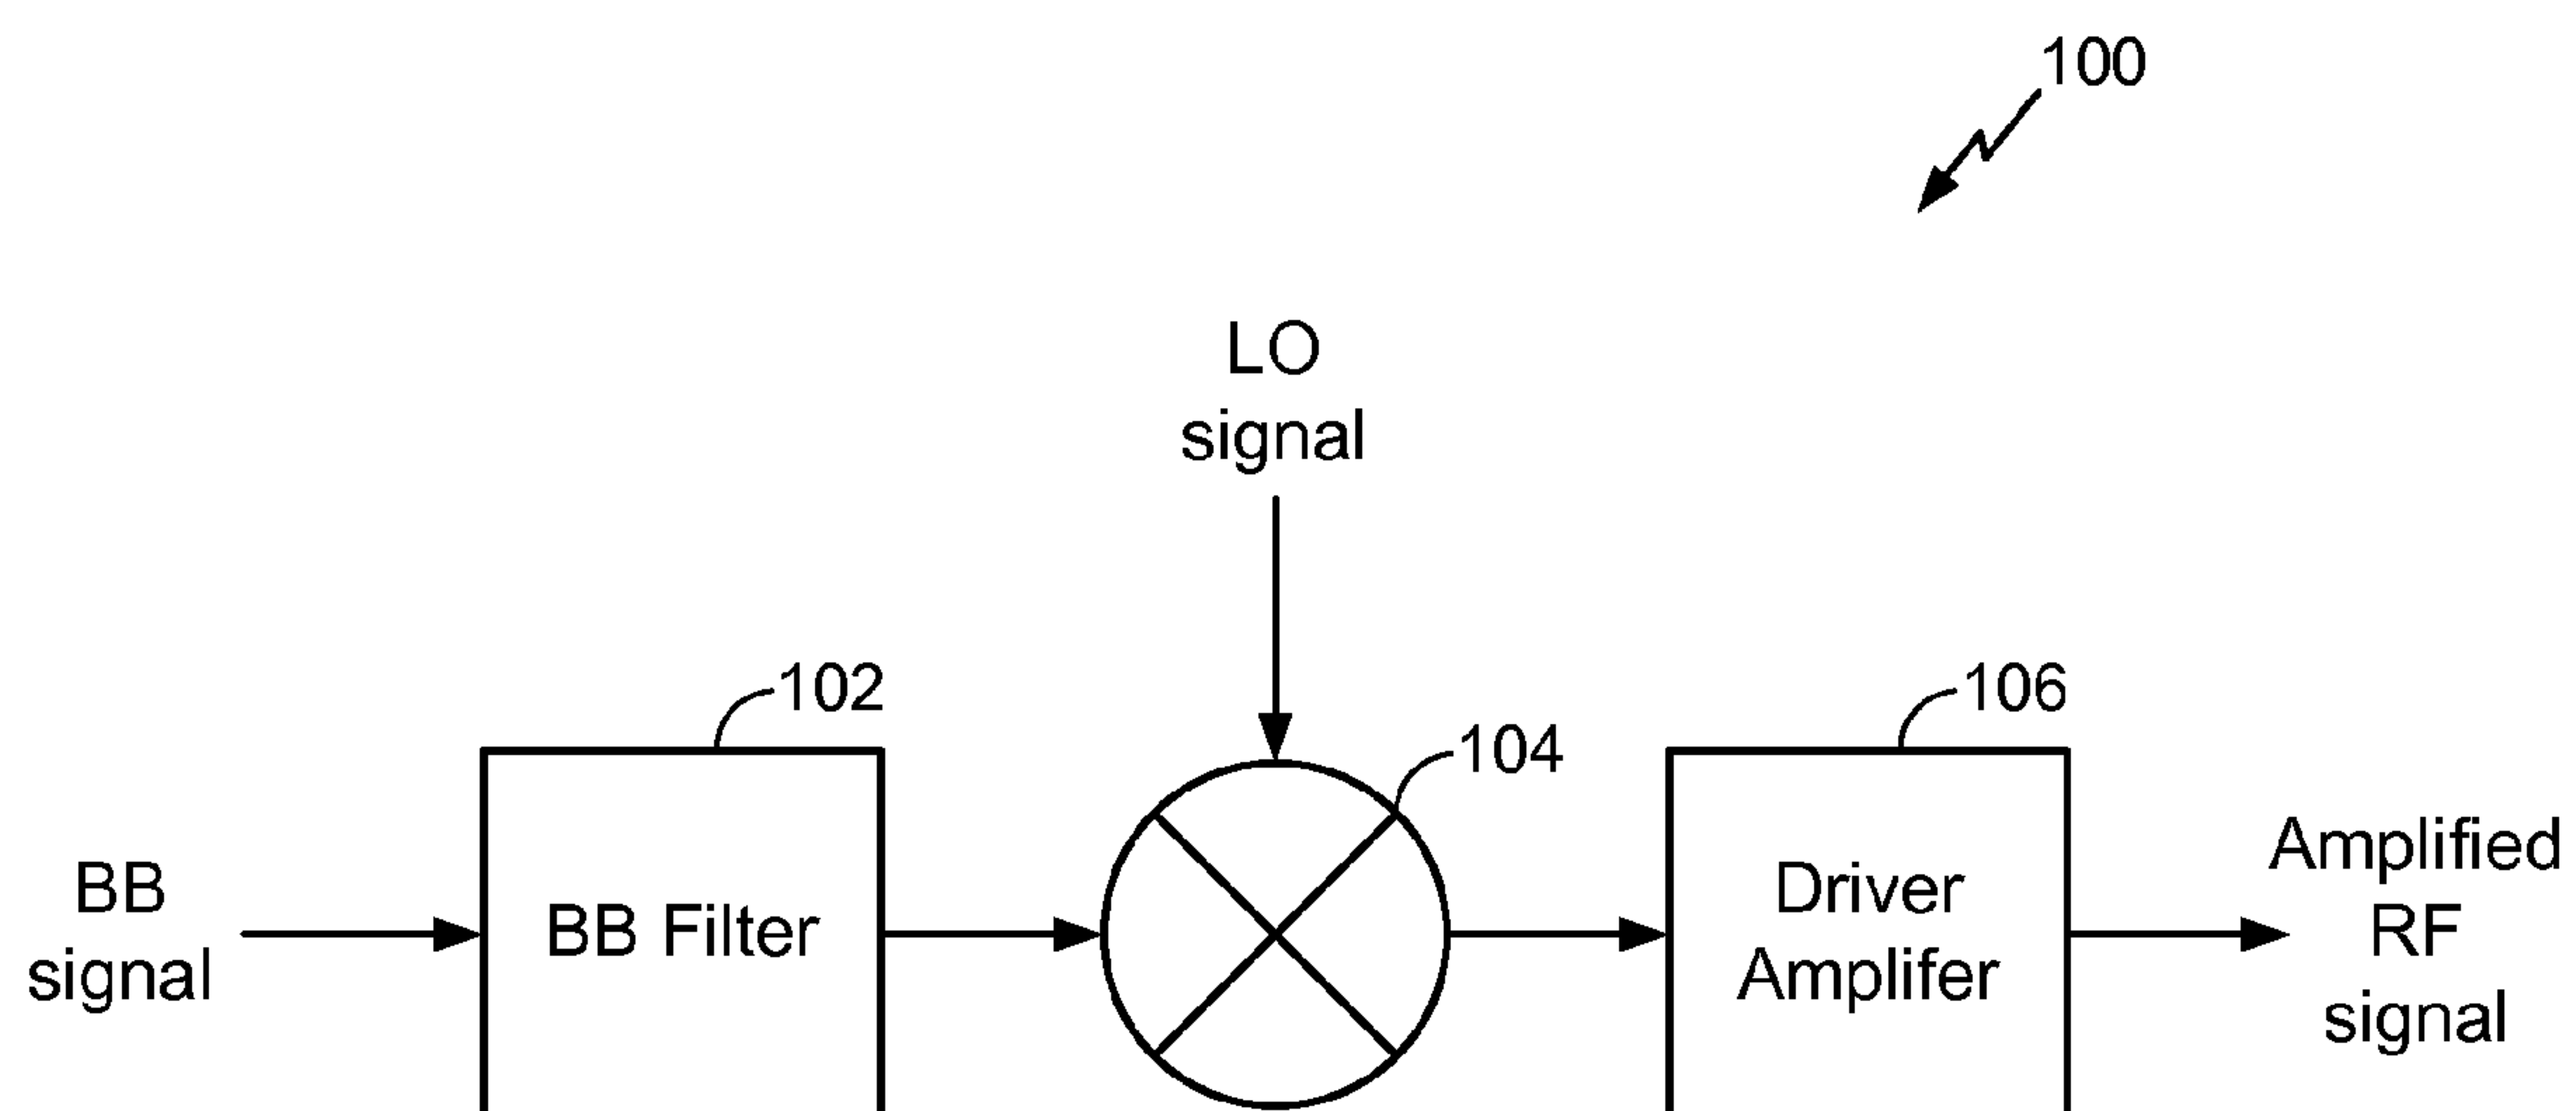 100
LO
signal
102
104
106
BB
signal
BB Filter
Driver
Amplifer
Amplified
RF
signal